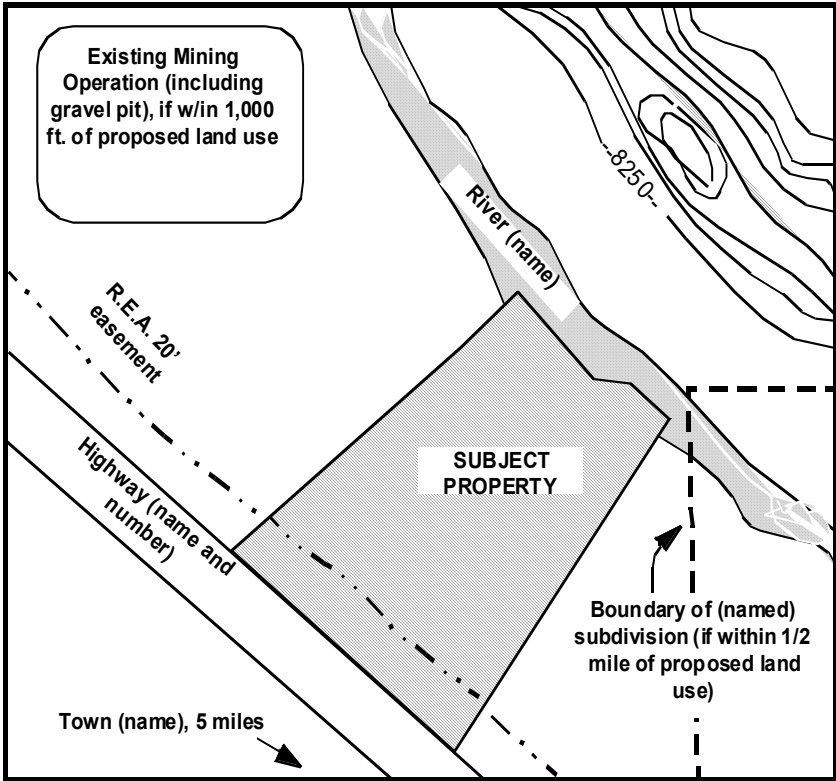 Existing Mining
Operation (including
gravel pit), if w/in 1,000
ft. of proposed land use
--8250--
River (name)
R.E.A. 20'
easement
Highway (name and
number)
SUBJECT
PROPERTY
Boundary of (named)
subdivision (if within 1/2
mile of proposed land
use)
Town (name), 5 miles